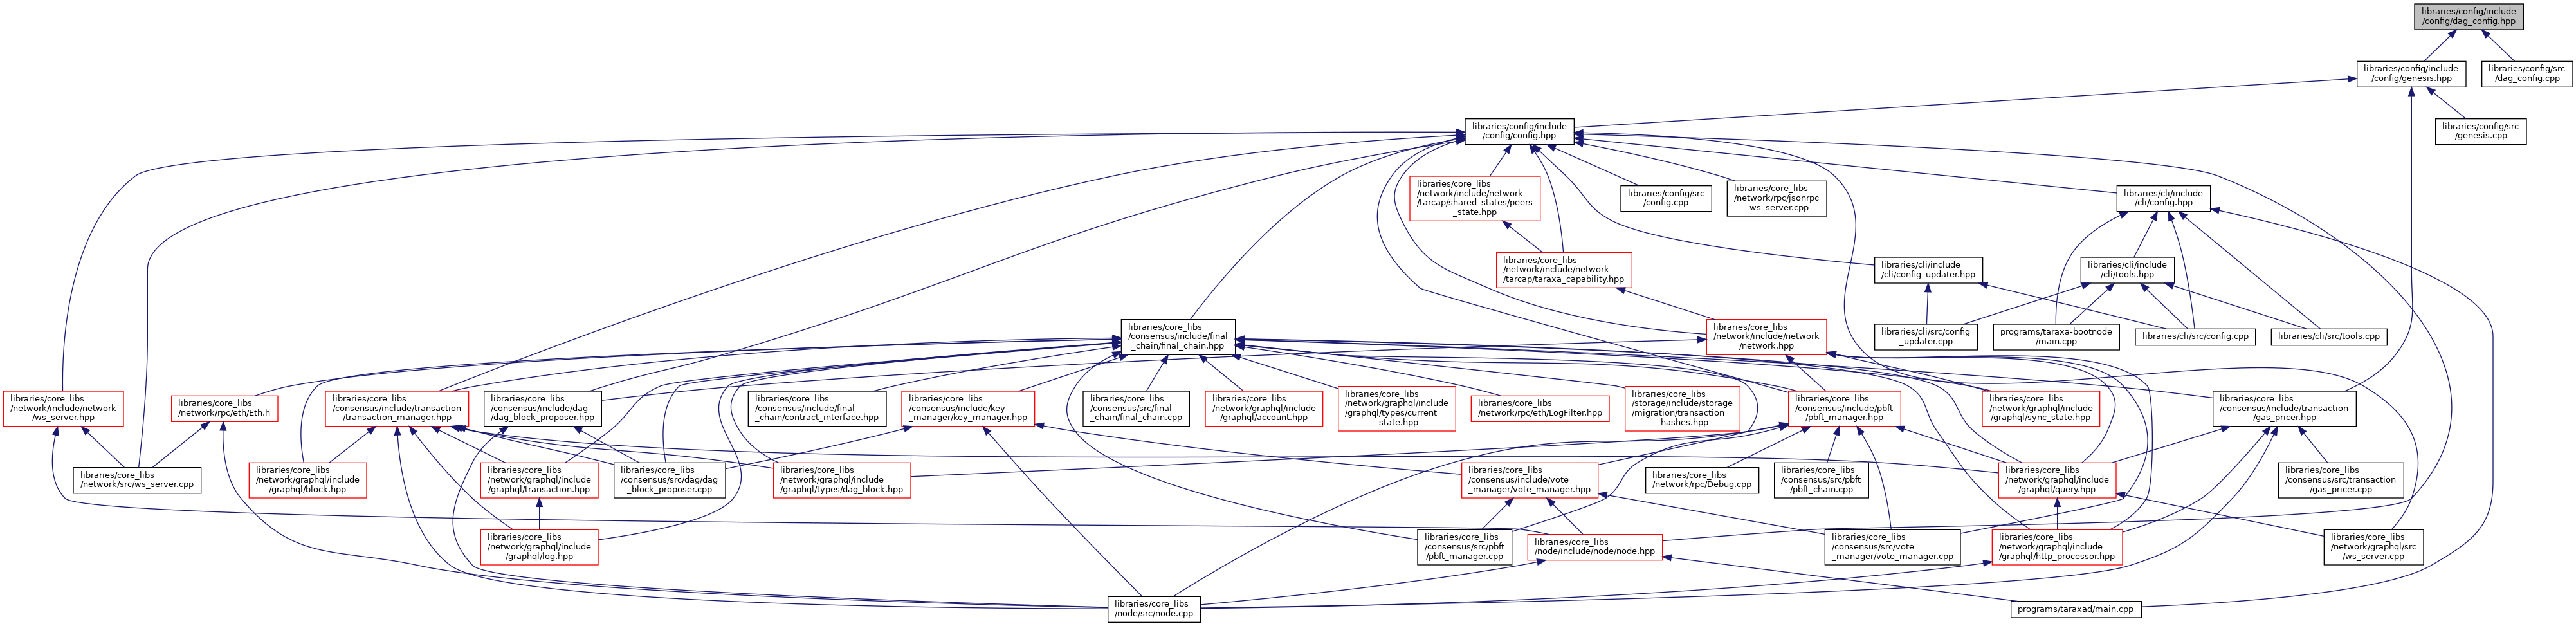 libraries/config/include
/config/dag_config.hpp
libraries/config/include
/config/genesis.hpp
libraries/config/src
/dag_config.cpp
libraries/config/include
/config/config.hpp
libraries/config/src
/genesis.cpp
libraries/core_libs
/network/include/network
/tarcap/shared_states/peers
_state.hpp
libraries/config/src
/config.cpp
libraries/core_libs
/network/rpc/jsonrpc
_ws_server.cpp
libraries/cli/include
/cli/config.hpp
libraries/core_libs
/network/include/network
/tarcap/taraxa_capability.hpp
libraries/cli/include
/cli/config_updater.hpp
libraries/cli/include
/cli/tools.hpp
libraries/core_libs
/consensus/include/final
_chain/final_chain.hpp
libraries/core_libs
/network/include/network
/network.hpp
libraries/cli/src/config
_updater.cpp
programs/taraxa-bootnode
/main.cpp
libraries/cli/src/config.cpp
libraries/cli/src/tools.cpp
libraries/core_libs
/network/include/network
/ws_server.hpp
libraries/core_libs
/network/rpc/eth/Eth.h
libraries/core_libs
/consensus/include/transaction
/transaction_manager.hpp
libraries/core_libs
/consensus/include/dag
/dag_block_proposer.hpp
libraries/core_libs
/consensus/include/final
_chain/contract_interface.hpp
libraries/core_libs
/consensus/include/key
_manager/key_manager.hpp
libraries/core_libs
/consensus/src/final
_chain/final_chain.cpp
libraries/core_libs
/network/graphql/include
/graphql/account.hpp
libraries/core_libs
/network/graphql/include
/graphql/types/current
_state.hpp
libraries/core_libs
/network/rpc/eth/LogFilter.hpp
libraries/core_libs
/storage/include/storage
/migration/transaction
_hashes.hpp
libraries/core_libs
/consensus/include/pbft
/pbft_manager.hpp
libraries/core_libs
/network/graphql/include
/graphql/sync_state.hpp
libraries/core_libs
/consensus/include/transaction
/gas_pricer.hpp
libraries/core_libs
/network/src/ws_server.cpp
libraries/core_libs
/network/graphql/include
/graphql/block.hpp
libraries/core_libs
/network/graphql/include
/graphql/transaction.hpp
libraries/core_libs
/consensus/src/dag/dag
_block_proposer.cpp
libraries/core_libs
/network/graphql/include
/graphql/types/dag_block.hpp
libraries/core_libs
/consensus/include/vote
_manager/vote_manager.hpp
libraries/core_libs
/network/rpc/Debug.cpp
libraries/core_libs
/consensus/src/pbft
/pbft_chain.cpp
libraries/core_libs
/network/graphql/include
/graphql/query.hpp
libraries/core_libs
/consensus/src/transaction
/gas_pricer.cpp
libraries/core_libs
/network/graphql/include
/graphql/log.hpp
libraries/core_libs
/consensus/src/pbft
/pbft_manager.cpp
libraries/core_libs
/node/include/node/node.hpp
libraries/core_libs
/consensus/src/vote
_manager/vote_manager.cpp
libraries/core_libs
/network/graphql/include
/graphql/http_processor.hpp
libraries/core_libs
/network/graphql/src
/ws_server.cpp
libraries/core_libs
/node/src/node.cpp
programs/taraxad/main.cpp